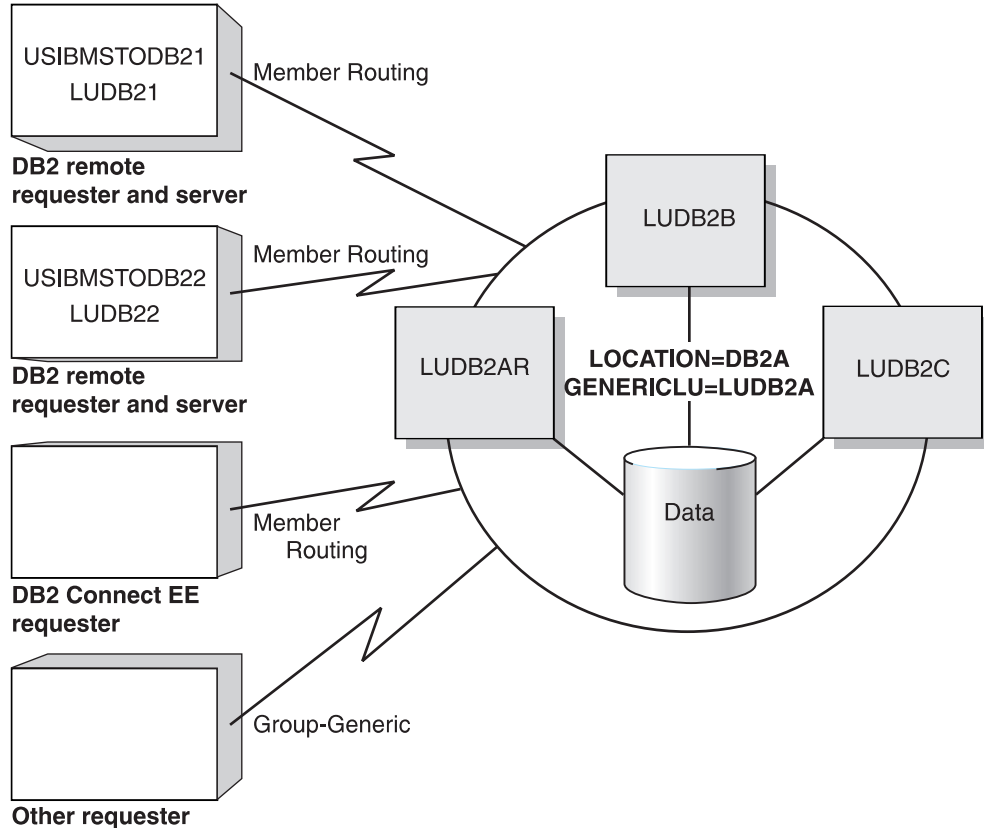 USIBMSTODB21
LUDB21
Member Routing
DB2 remote
requester and server
USIBMSTODB22
LUDB22
Member Routing
DB2 remote
requester and server
Member
Routing
DB2 Connect EE
requester
Group-Generic
Other requester
LUDB2B
LUDB2AR
LOCATION=DB2A
GENERICLU=LUDB2A
LUDB2C
Data